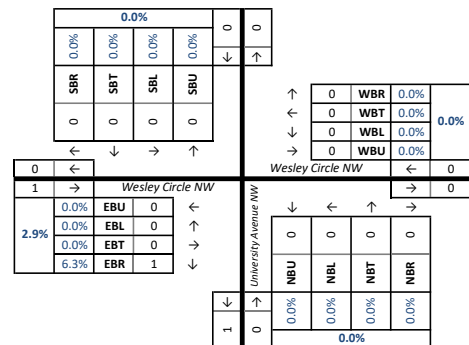 0.0%
0.0% 0.0% 0.0% 0.0%
0 0
↓ ↑
SBR SBT SBL SBU
0 0 0 0
← ↓ → ↑
↑ 0 WBR 0.0%
← 0 WBT 0.0%
↓ 0 WBL 0.0%
→ 0 WBU 0.0%
0.0%
0 ←
Wesley Circle NW
← 0
1 →
Wesley Circle NW
→ 0
2.9%
0.0% EBU 0 ←
0.0% EBL 0 ↑
0.0% EBT 0 →
6.3% EBR 1 ↓
University Avenue NW
↓ ← ↑ →
0 0 0 0
NBU NBL NBT NBR
0.0% 0.0% 0.0% 0.0%
↓ ↑
1 0
0.0%